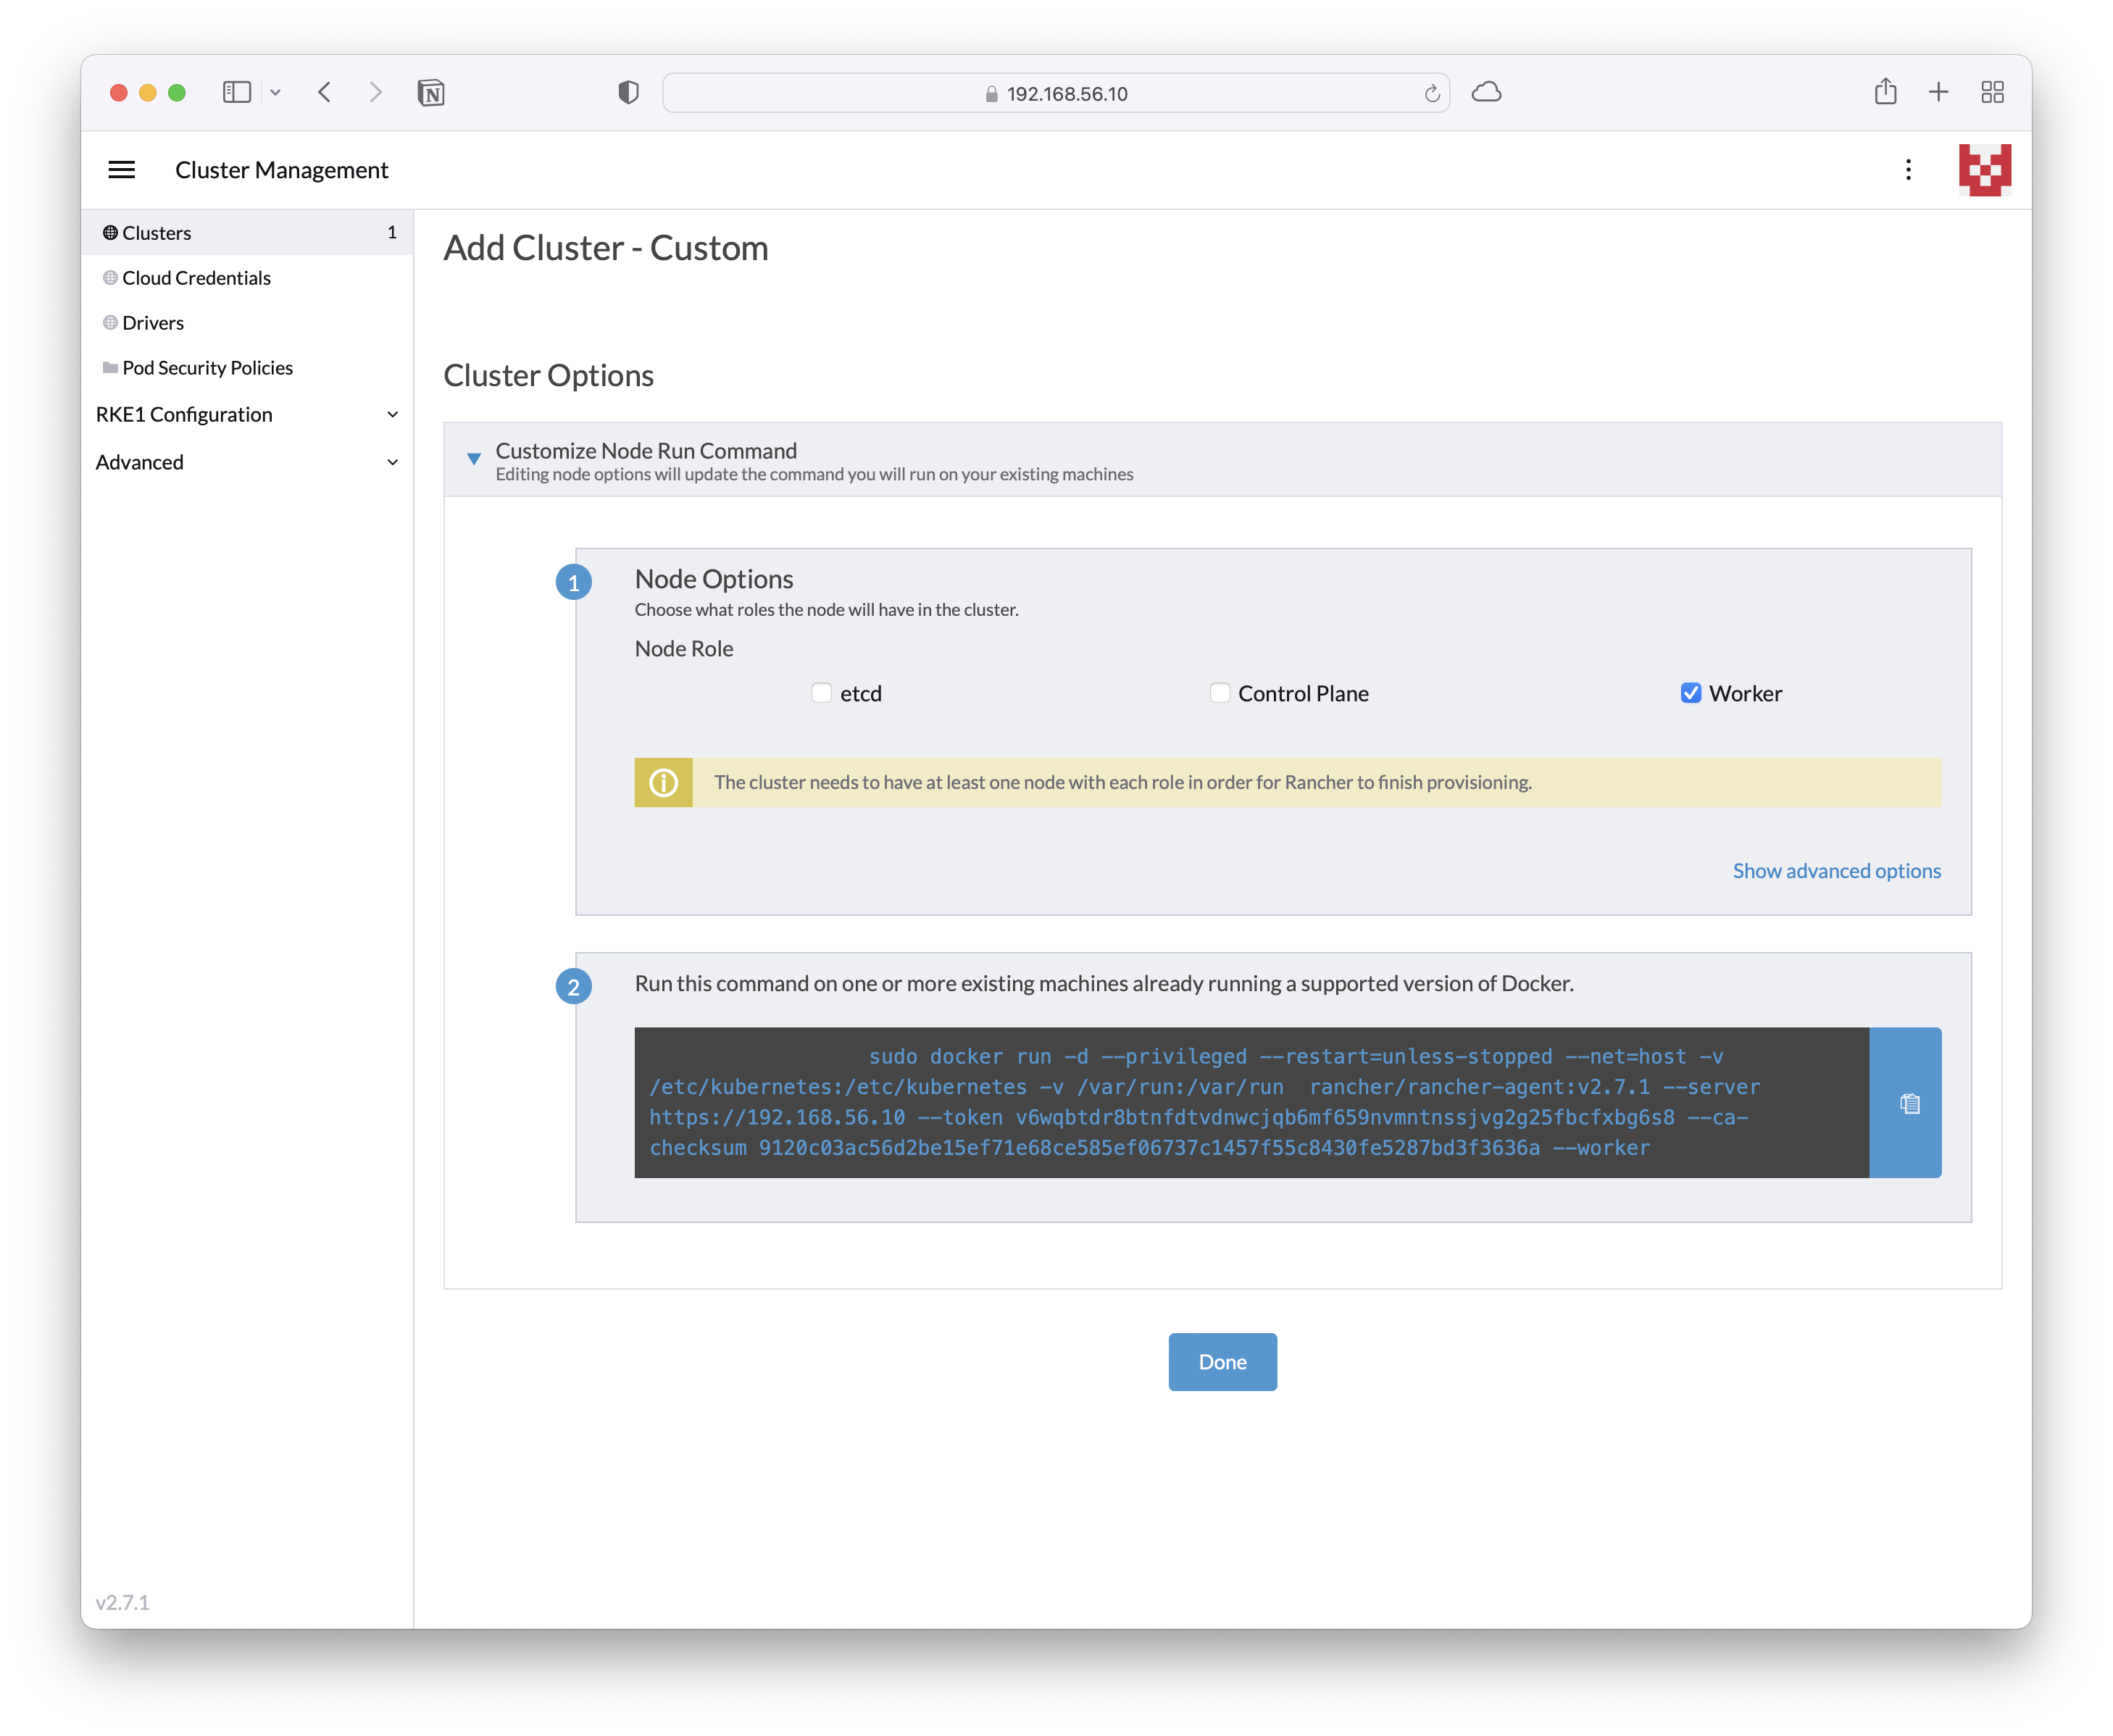 192.168.56.10
Cluster Management
Clusters 1
Cloud Credentials
Drivers
Pod Security Policies
RKE1 Configuration
Advanced
v2.7.1
Add Cluster - Custom
Cluster Options
Customize Node Run Command
Editing node options will update the command you will run on your existing machines
1
Node Options
Choose what roles the node will have in the cluster.
Node Role
etcd Control Plane Worker
The cluster needs to have at least one node with each role in order for Rancher to finish provisioning.
Show advanced options
2
Run this command on one or more existing machines already running a supported version of Docker.
sudo docker run -d --privileged --restart=unless-stopped --net=host -v
/etc/kubernetes:/etc/kubernetes -v /var/run:/var/run  rancher/rancher-agent:v2.7.1 --server
https://192.168.56.10 --token v6wqbtdr8btnfdtvdnwcjqb6mf659nvmntnssjvg2g25fbcfxbg6s8 --ca-
checksum 9120c03ac56d2be15ef71e68ce585ef06737c1457f55c8430fe5287bd3f3636a --worker
Done